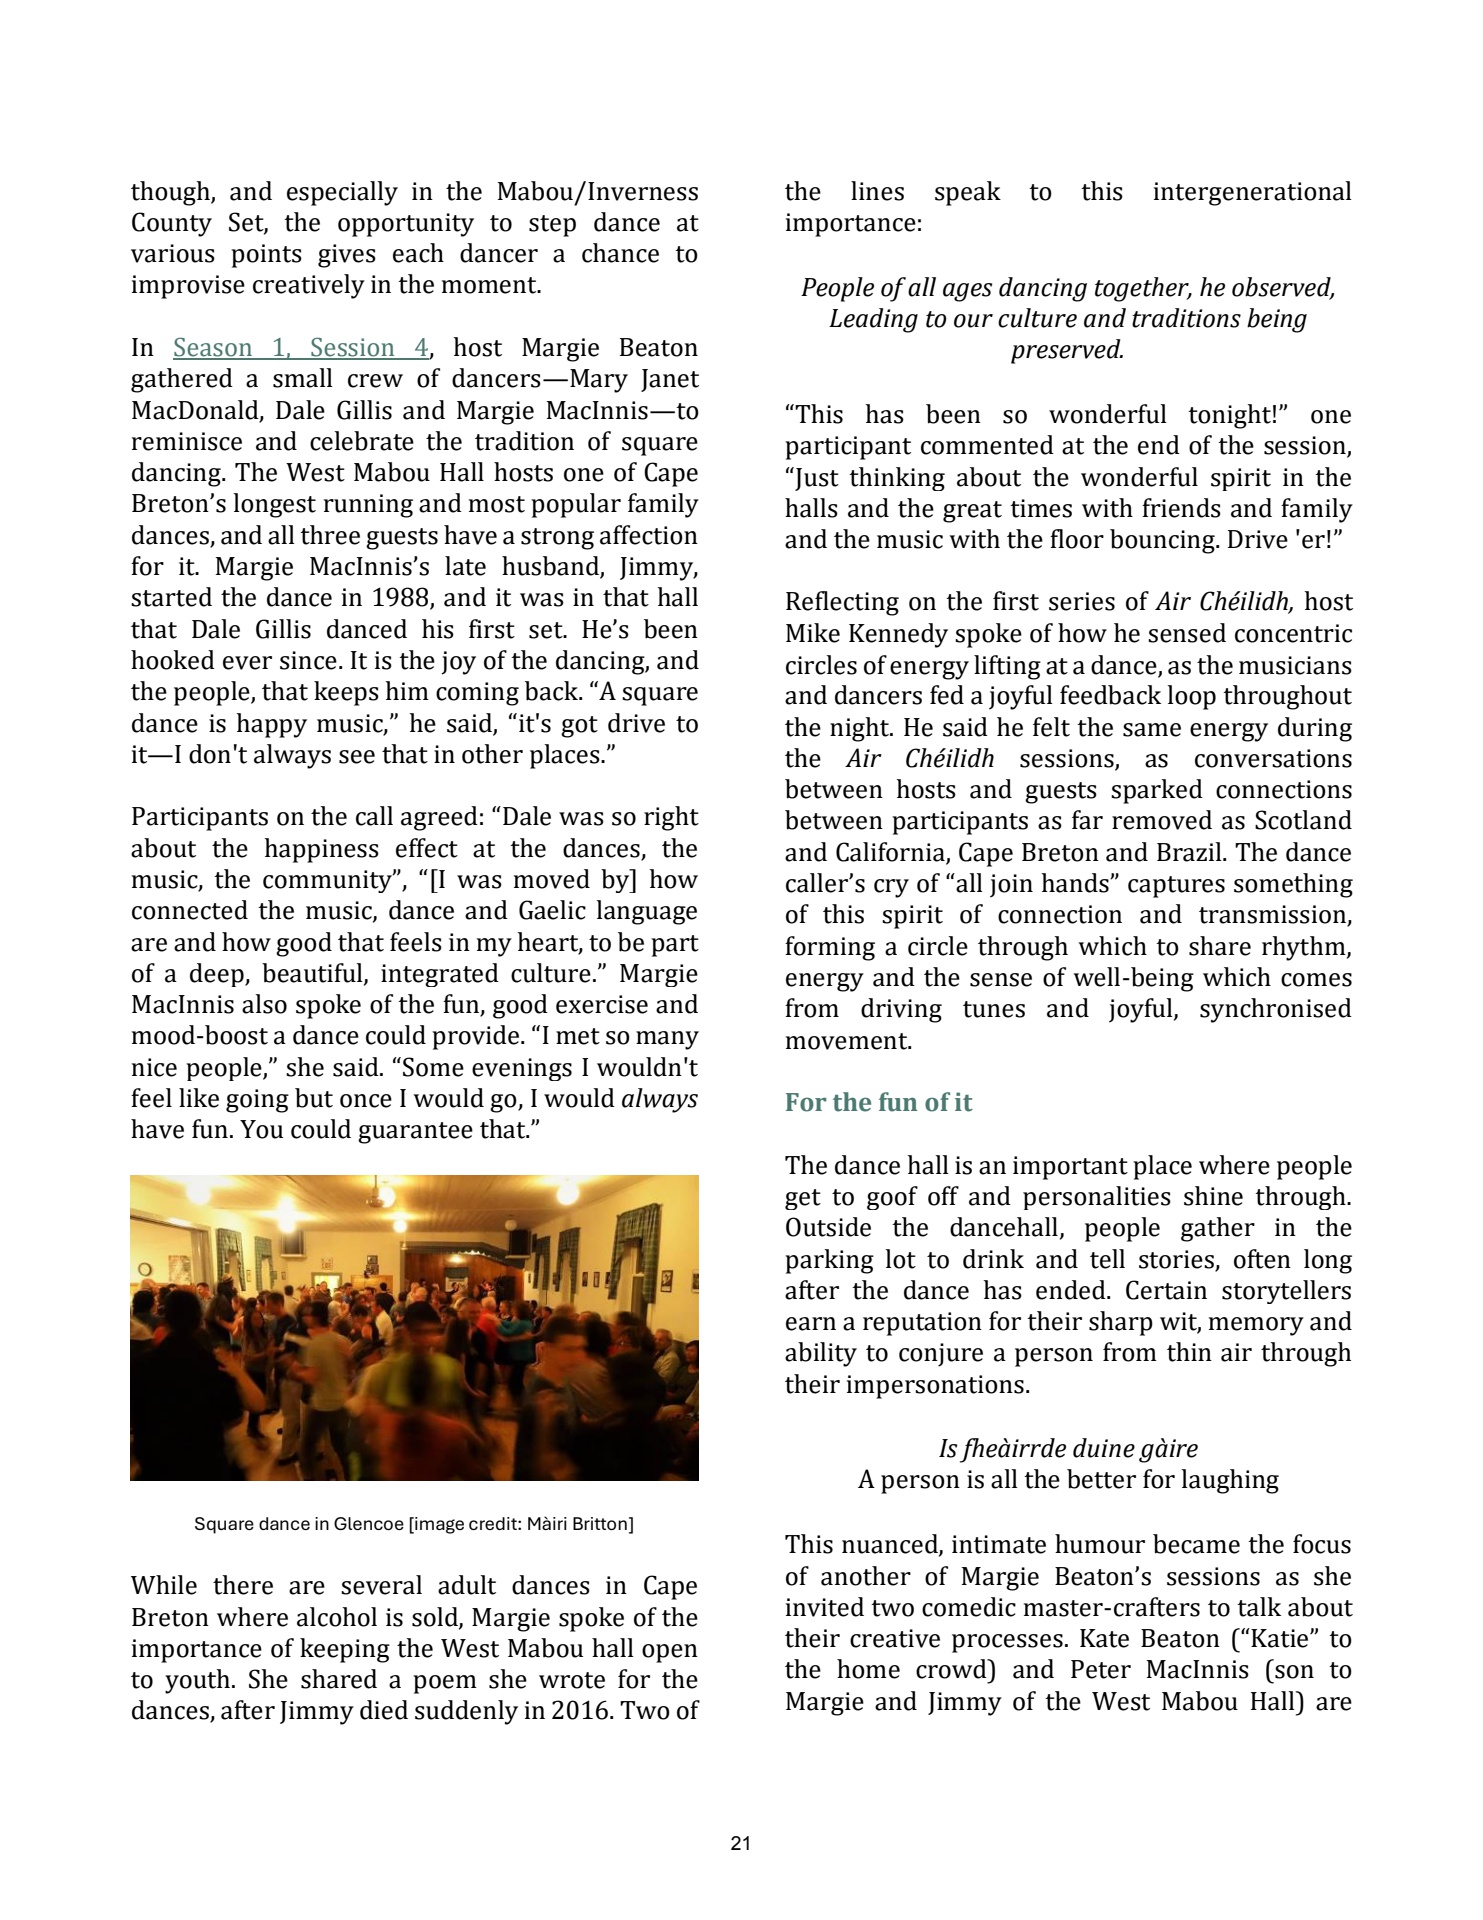 though, and especially in the Mabou/Inverness
County Set, the opportunity to step dance at
various points gives each dancer a chance to
improvise creatively in the moment.
In Season 1, Session 4, host Margie Beaton
gathered a small crew of dancers—Mary Janet
MacDonald, Dale Gillis and Margie MacInnis—to
reminisce and celebrate the tradition of square
dancing. The West Mabou Hall hosts one of Cape
Breton’s longest running and most popular family
dances, and all three guests have a strong affection
for it. Margie MacInnis’s late husband, Jimmy,
started the dance in 1988, and it was in that hall
that Dale Gillis danced his first set. He’s been
hooked ever since. It is the joy of the dancing, and
the people, that keeps him coming back. “A square
dance is happy music,” he said, “it's got drive to
it—I don't always see that in other places.”
Participants on the call agreed: “Dale was so right
about the happiness effect at the dances, the
music, the community”, “[I was moved by] how
connected the music, dance and Gaelic language
are and how good that feels in my heart, to be part
of a deep, beautiful, integrated culture.” Margie
MacInnis also spoke of the fun, good exercise and
mood-boost a dance could provide. “I met so many
nice people,” she said. “Some evenings I wouldn't
feel like going but once I would go, I would always
have fun. You could guarantee that.”
Square dance in Glencoe [image credit: Màiri Britton]
While there are several adult dances in Cape
Breton where alcohol is sold, Margie spoke of the
importance of keeping the West Mabou hall open
to youth. She shared a poem she wrote for the
dances, after Jimmy died suddenly in 2016. Two of
the lines speak to this intergenerational
importance:
People of all ages dancing together, he observed,
Leading to our culture and traditions being
preserved.
“This has been so wonderful tonight!” one
participant commented at the end of the session,
“Just thinking about the wonderful spirit in the
halls and the great times with friends and family
and the music with the floor bouncing. Drive 'er!”
Reflecting on the first series of Air Chéilidh, host
Mike Kennedy spoke of how he sensed concentric
circles of energy lifting at a dance, as the musicians
and dancers fed a joyful feedback loop throughout
the night. He said he felt the same energy during
the Air Chéilidh sessions, as conversations
between hosts and guests sparked connections
between participants as far removed as Scotland
and California, Cape Breton and Brazil. The dance
caller’s cry of “all join hands” captures something
of this spirit of connection and transmission,
forming a circle through which to share rhythm,
energy and the sense of well-being which comes
from driving tunes and joyful, synchronised
movement.
For the fun of it
The dance hall is an important place where people
get to goof off and personalities shine through.
Outside the dancehall, people gather in the
parking lot to drink and tell stories, often long
after the dance has ended. Certain storytellers
earn a reputation for their sharp wit, memory and
ability to conjure a person from thin air through
their impersonations.
Is fheàirrde duine gàire
A person is all the better for laughing
This nuanced, intimate humour became the focus
of another of Margie Beaton’s sessions as she
invited two comedic master-crafters to talk about
their creative processes. Kate Beaton (“Katie” to
the home crowd) and Peter MacInnis (son to
Margie and Jimmy of the West Mabou Hall) are
21